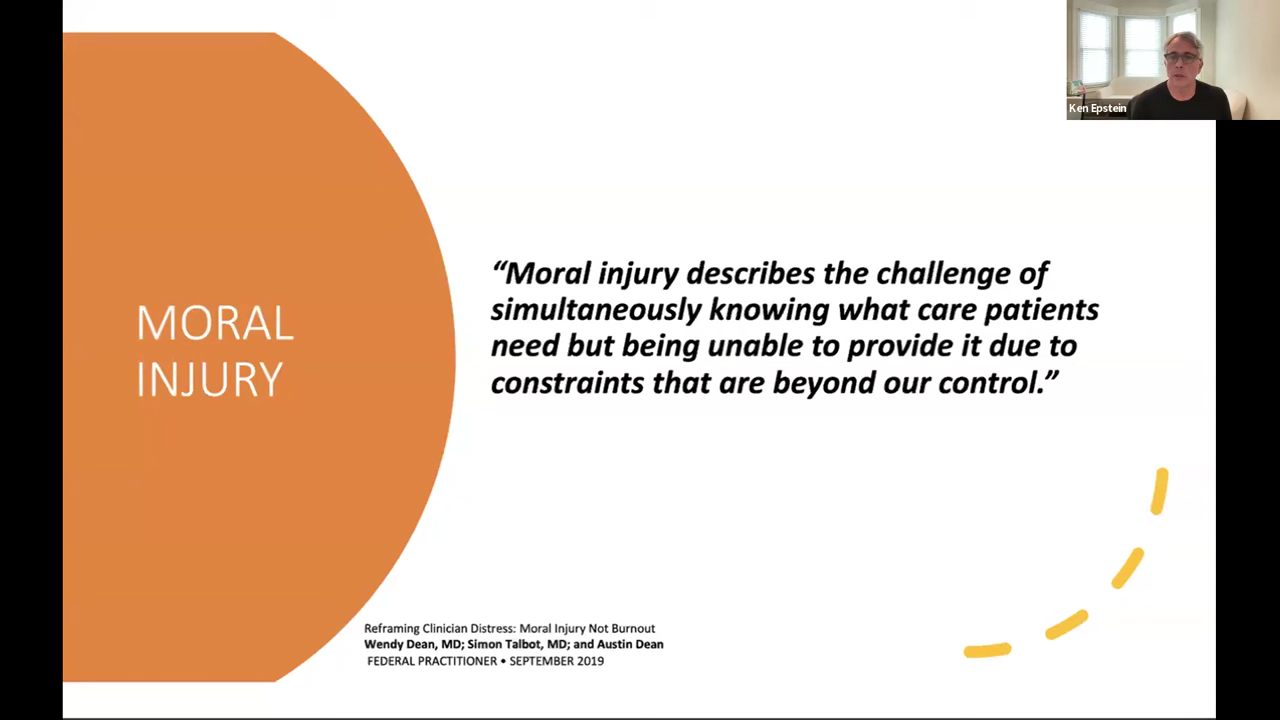 Ken Epstein
MORAL
INJURY
“Moral injury describes the challenge of
simultaneously knowing what care patients
need but being unable to provide it due to
constraints that are beyond our control.”
Reframing Clinician Distress: Moral Injury Not Burnout
Wendy Dean, MD; Simon Talbot, MD; and Austin Dean
FEDERAL PRACTITIONER • SEPTEMBER 2019